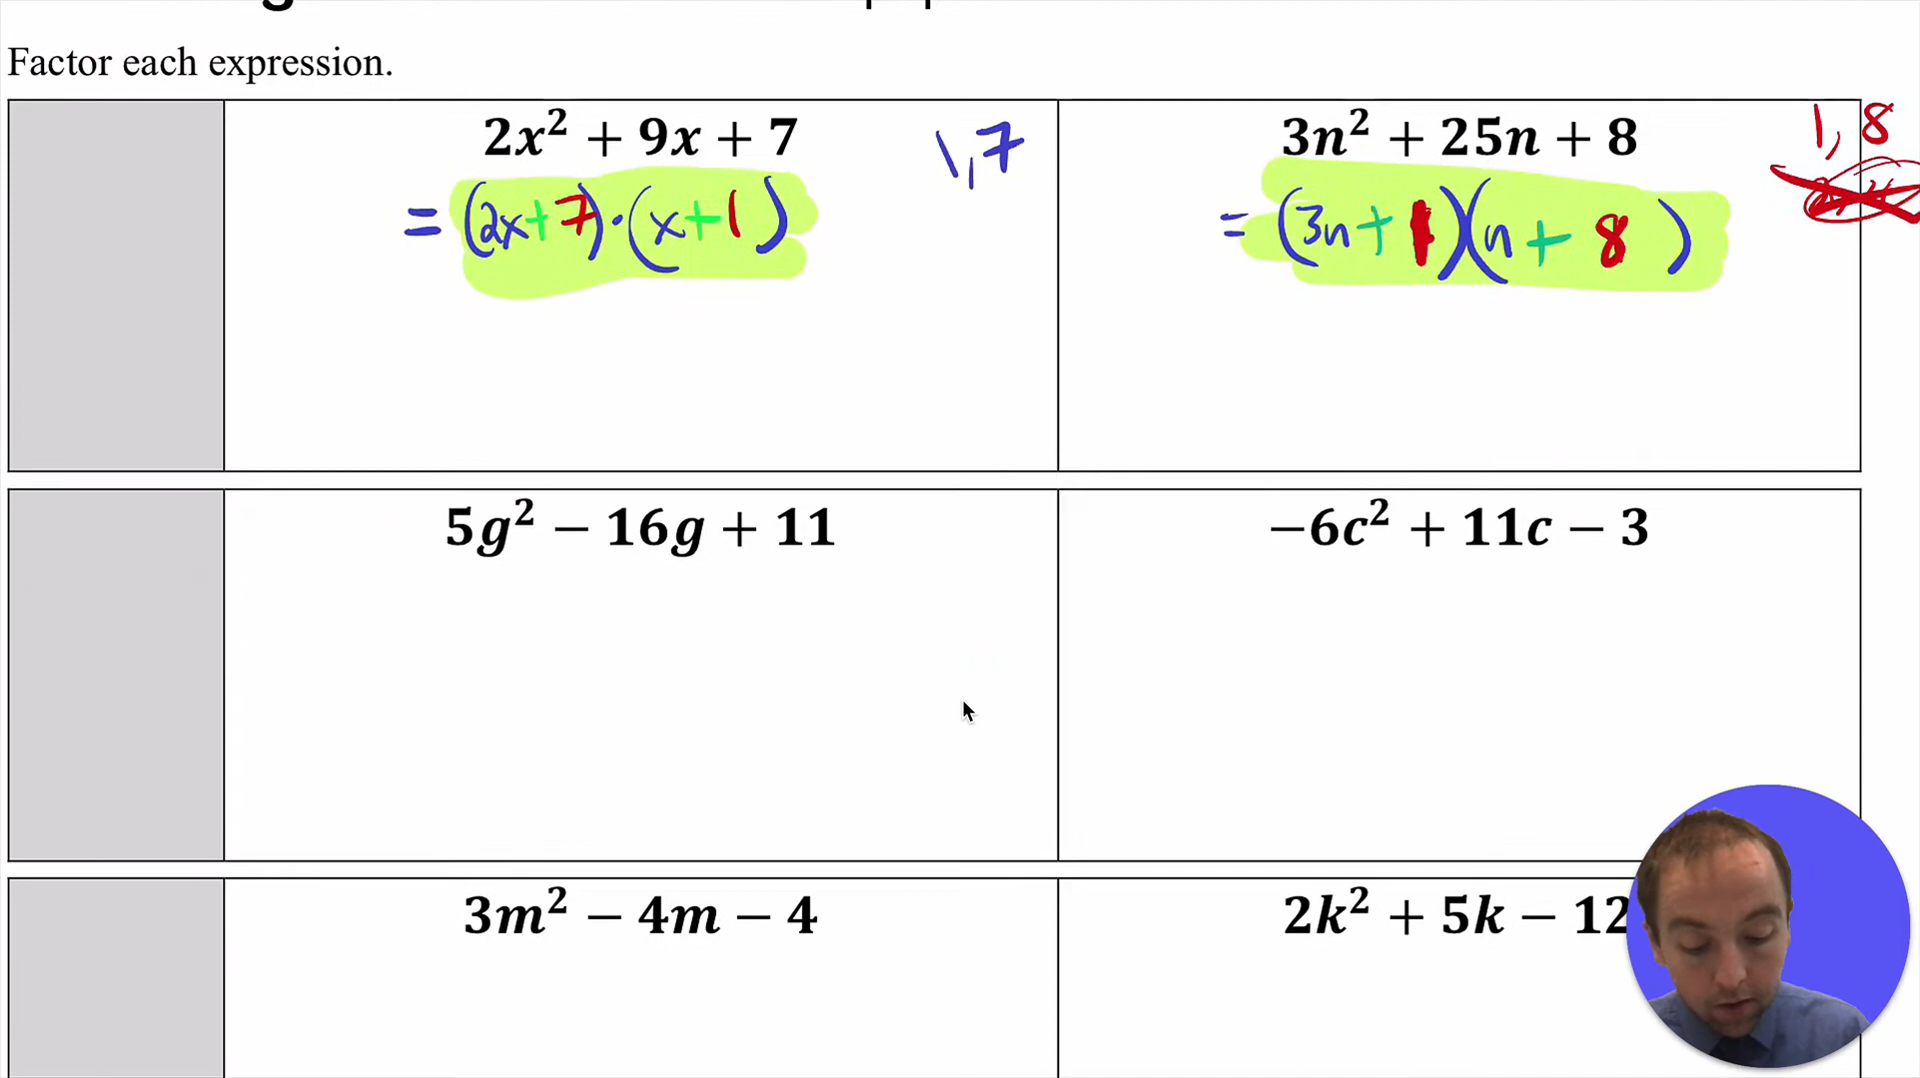 Factor each expression.
2x² + 9x + 7
1,7
= (2x+7)·(x+1)
3n² + 25n + 8
1,8
= (3n+1)(n+8)
5g² − 16g + 11
−6c² + 11c − 3
3m² − 4m − 4
2k² + 5k − 12